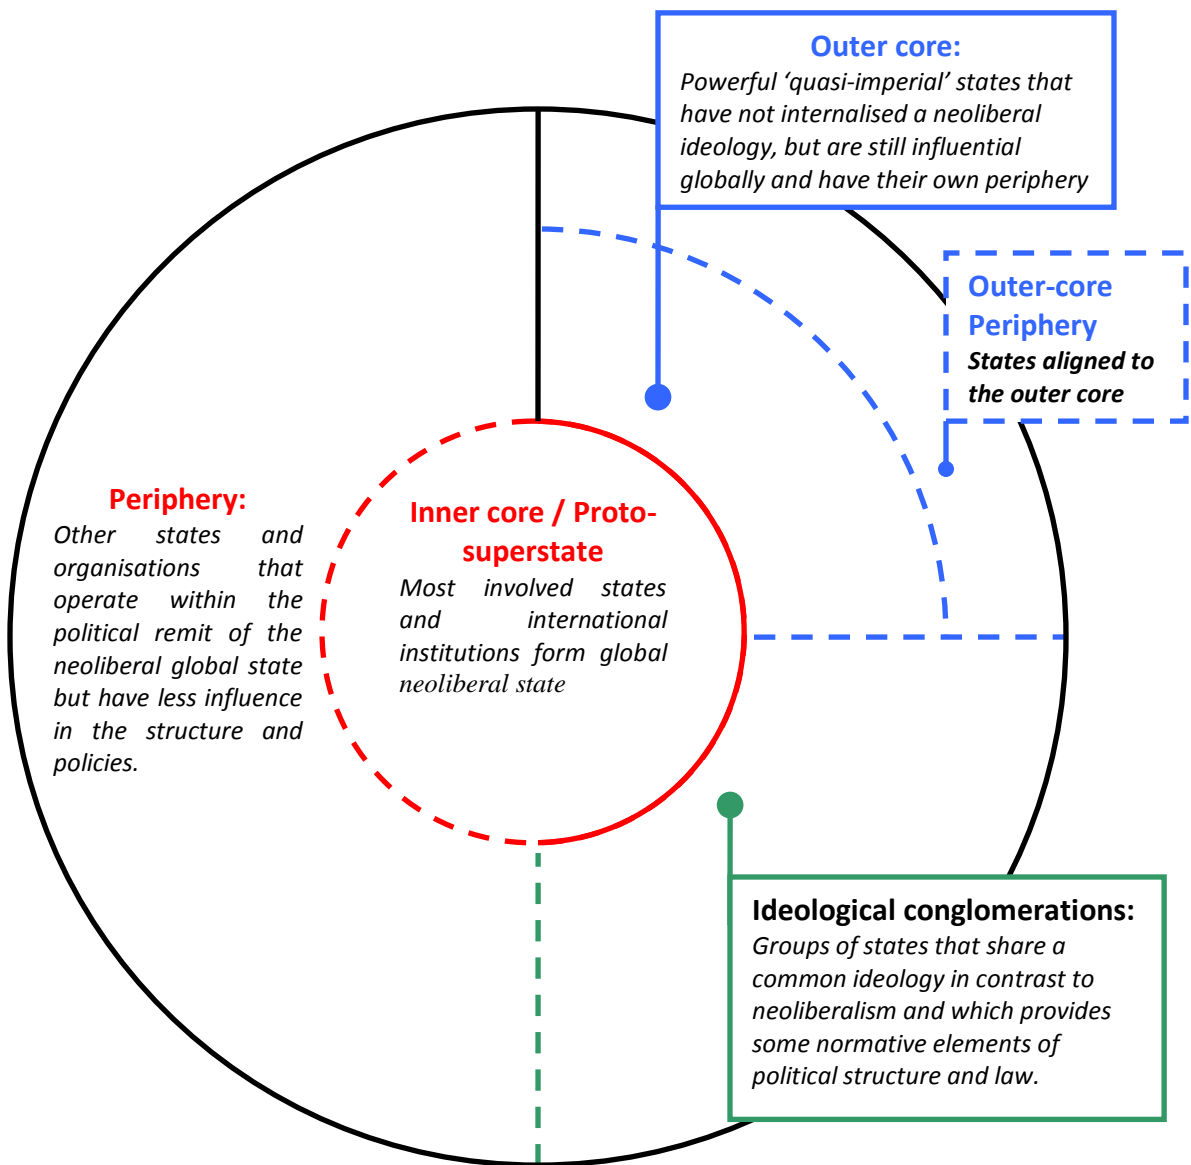 Outer core:
Powerful ‘quasi-imperial’ states that
have not internalised a neoliberal
ideology, but are still influential
globally and have their own periphery
Outer-core
Periphery
States aligned to
the outer core
Periphery:
Other states and
organisations that
operate within the
political remit of the
neoliberal global state
but have less influence
in the structure and
policies.
Inner core / Proto-
superstate
Most involved states
and international
institutions form global
neoliberal state
Ideological conglomerations:
Groups of states that share a
common ideology in contrast to
neoliberalism and which provides
some normative elements of
political structure and law.